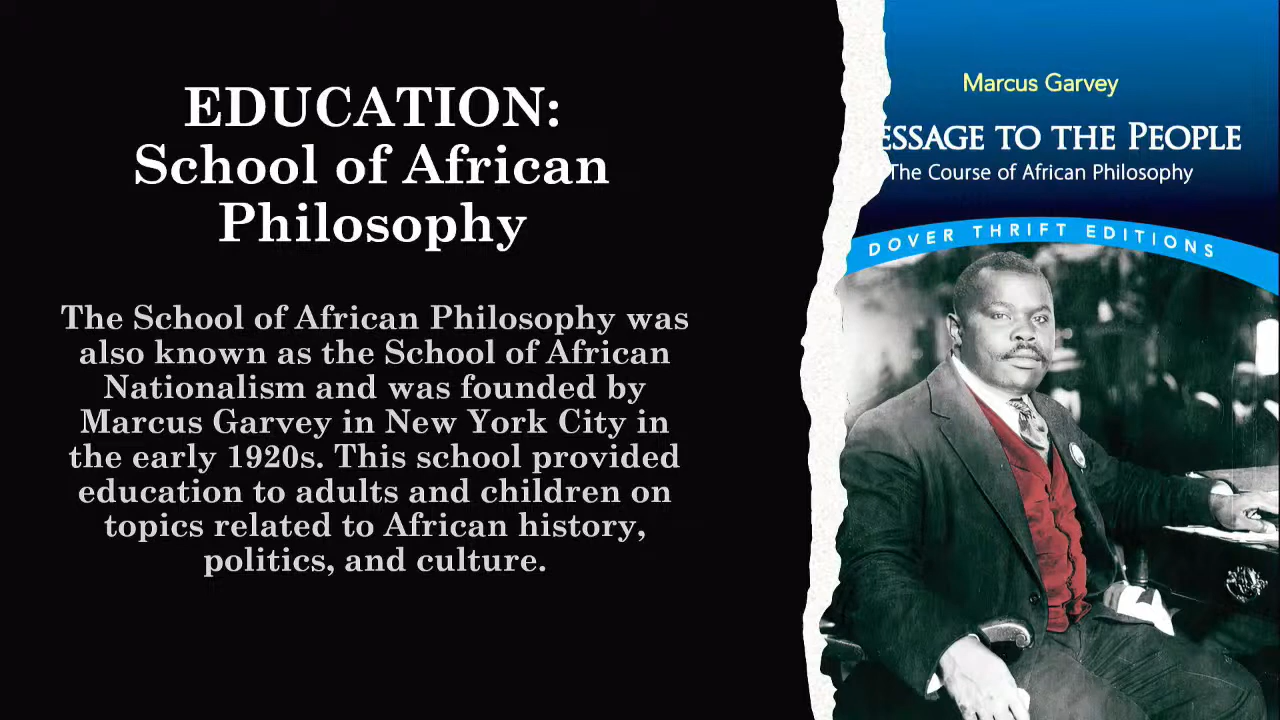 EDUCATION:
School of African
Philosophy
The School of African Philosophy was
also known as the School of African
Nationalism and was founded by
Marcus Garvey in New York City in
the early 1920s. This school provided
education to adults and children on
topics related to African history,
politics, and culture.
Marcus Garvey
ESSAGE TO THE PEOPLE
The Course of African Philosophy
DOVER THRIFT EDITIONS